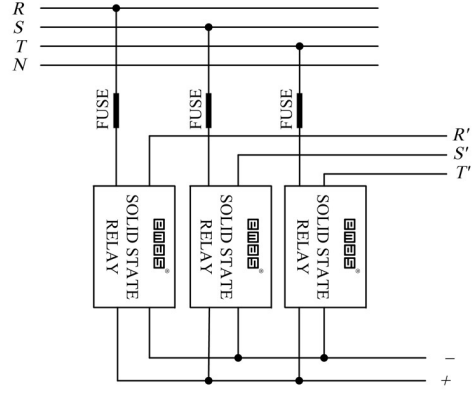 R
S
T
N
FUSE
FUSE
FUSE
R'
S'
T'
SOLID STATE
RELAY
SOLID STATE
RELAY
SOLID STATE
RELAY
−
+